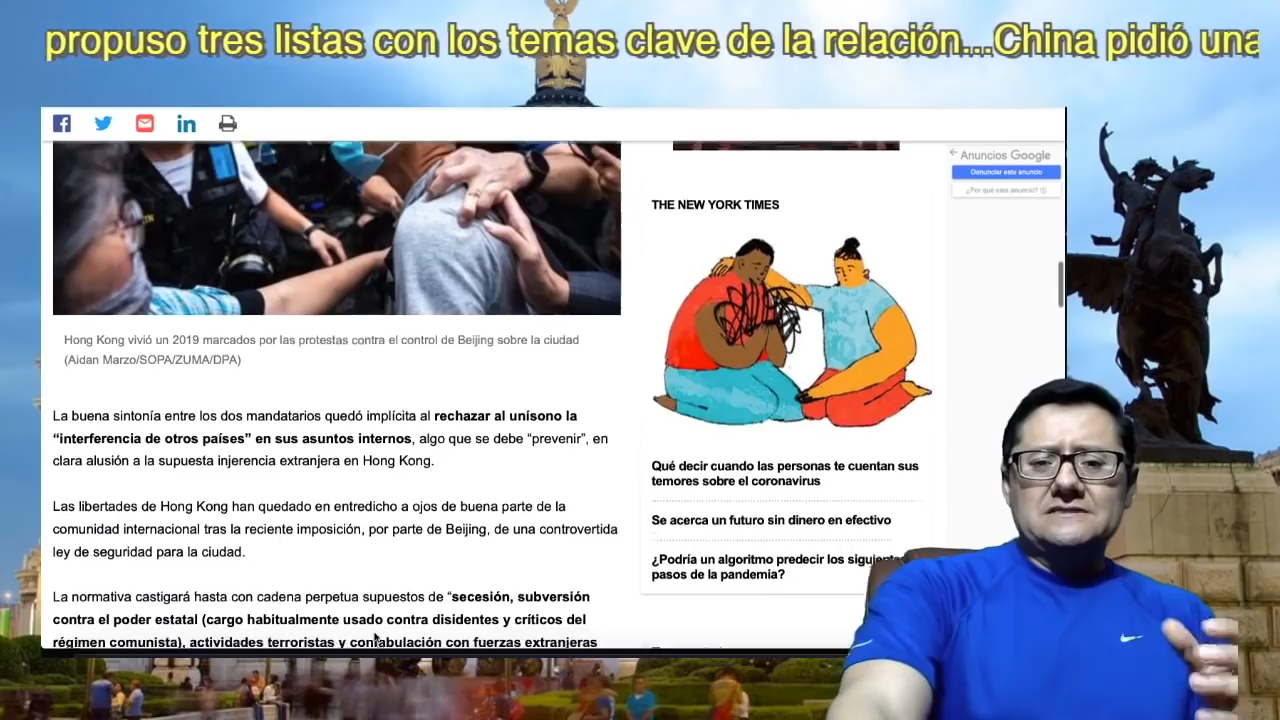 propuso tres listas con los temas clave de la relación...China pidió una
Anuncios Google
Denunciar este anuncio
¿Por qué este anuncio?
THE NEW YORK TIMES
Hong Kong vivió un 2019 marcados por las protestas contra el control de Beijing sobre la ciudad
(Aidan Marzo/SOPA/ZUMA/DPA)
La buena sintonía entre los dos mandatarios quedó implícita al rechazar al unísono la
“interferencia de otros países” en sus asuntos internos, algo que se debe “prevenir”, en
clara alusión a la supuesta injerencia extranjera en Hong Kong.
Las libertades de Hong Kong han quedado en entredicho a ojos de buena parte de la
comunidad internacional tras la reciente imposición, por parte de Beijing, de una controvertida
ley de seguridad para la ciudad.
La normativa castigará hasta con cadena perpetua supuestos de “secesión, subversión
contra el poder estatal (cargo habitualmente usado contra disidentes y críticos del
régimen comunista), actividades terroristas y confabulación con fuerzas extranjeras
Qué decir cuando las personas te cuentan sus
temores sobre el coronavirus
Se acerca un futuro sin dinero en efectivo
¿Podría un algoritmo predecir los siguientes
pasos de la pandemia?